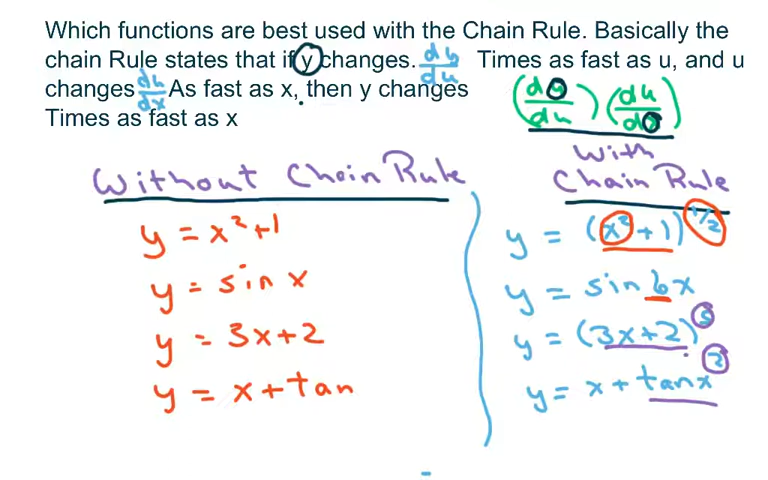 Which functions are best used with the Chain Rule. Basically the
chain Rule states that if y changes. dy/du Times as fast as u, and u
changes du/dx As fast as x, then y changes (dy/du)(du/dx)
Times as fast as x
Without Chain Rule
y = x²+1
y = sin x
y = 3x+2
y = x+tan
With
Chain Rule
y = (x²+1)^1/2
y = sin 6x
y = (3x+2)^5
y = x + tan x ^2